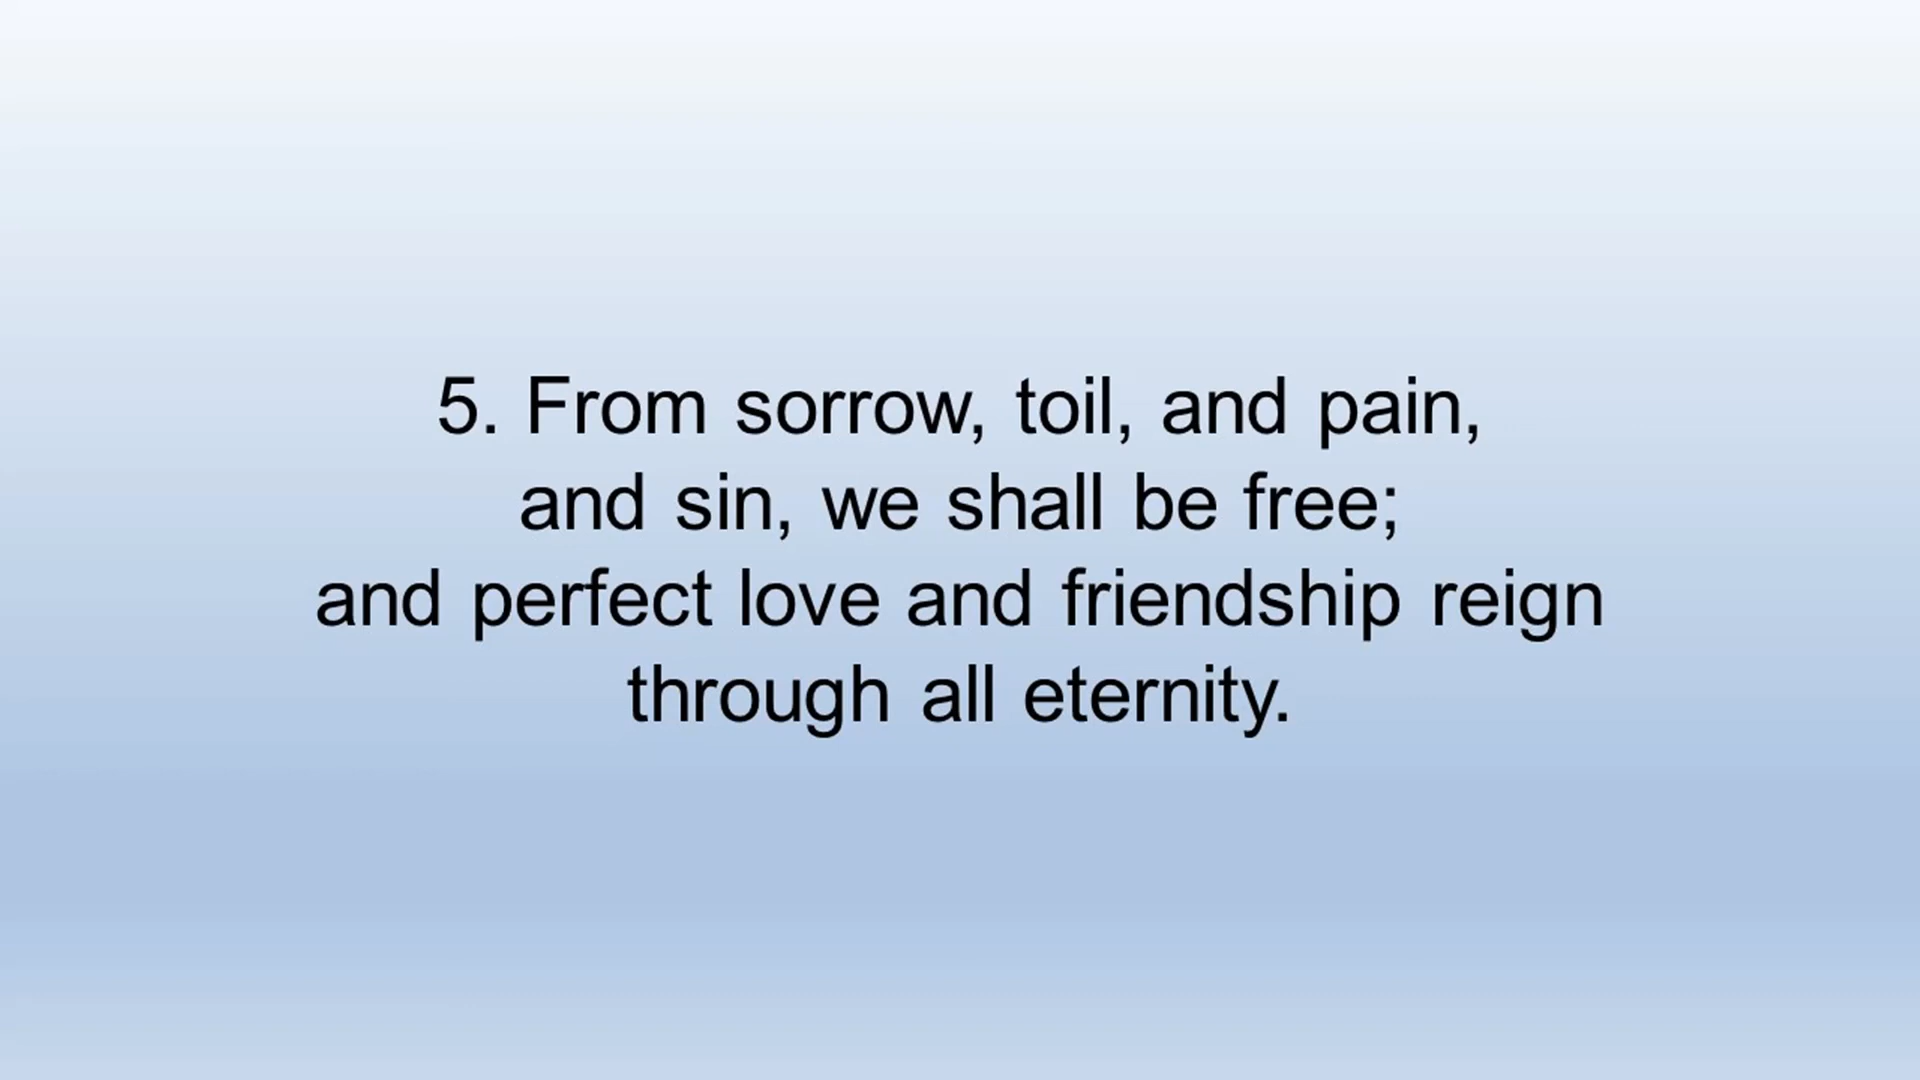 5. From sorrow, toil, and pain,
and sin, we shall be free;
and perfect love and friendship reign
through all eternity.